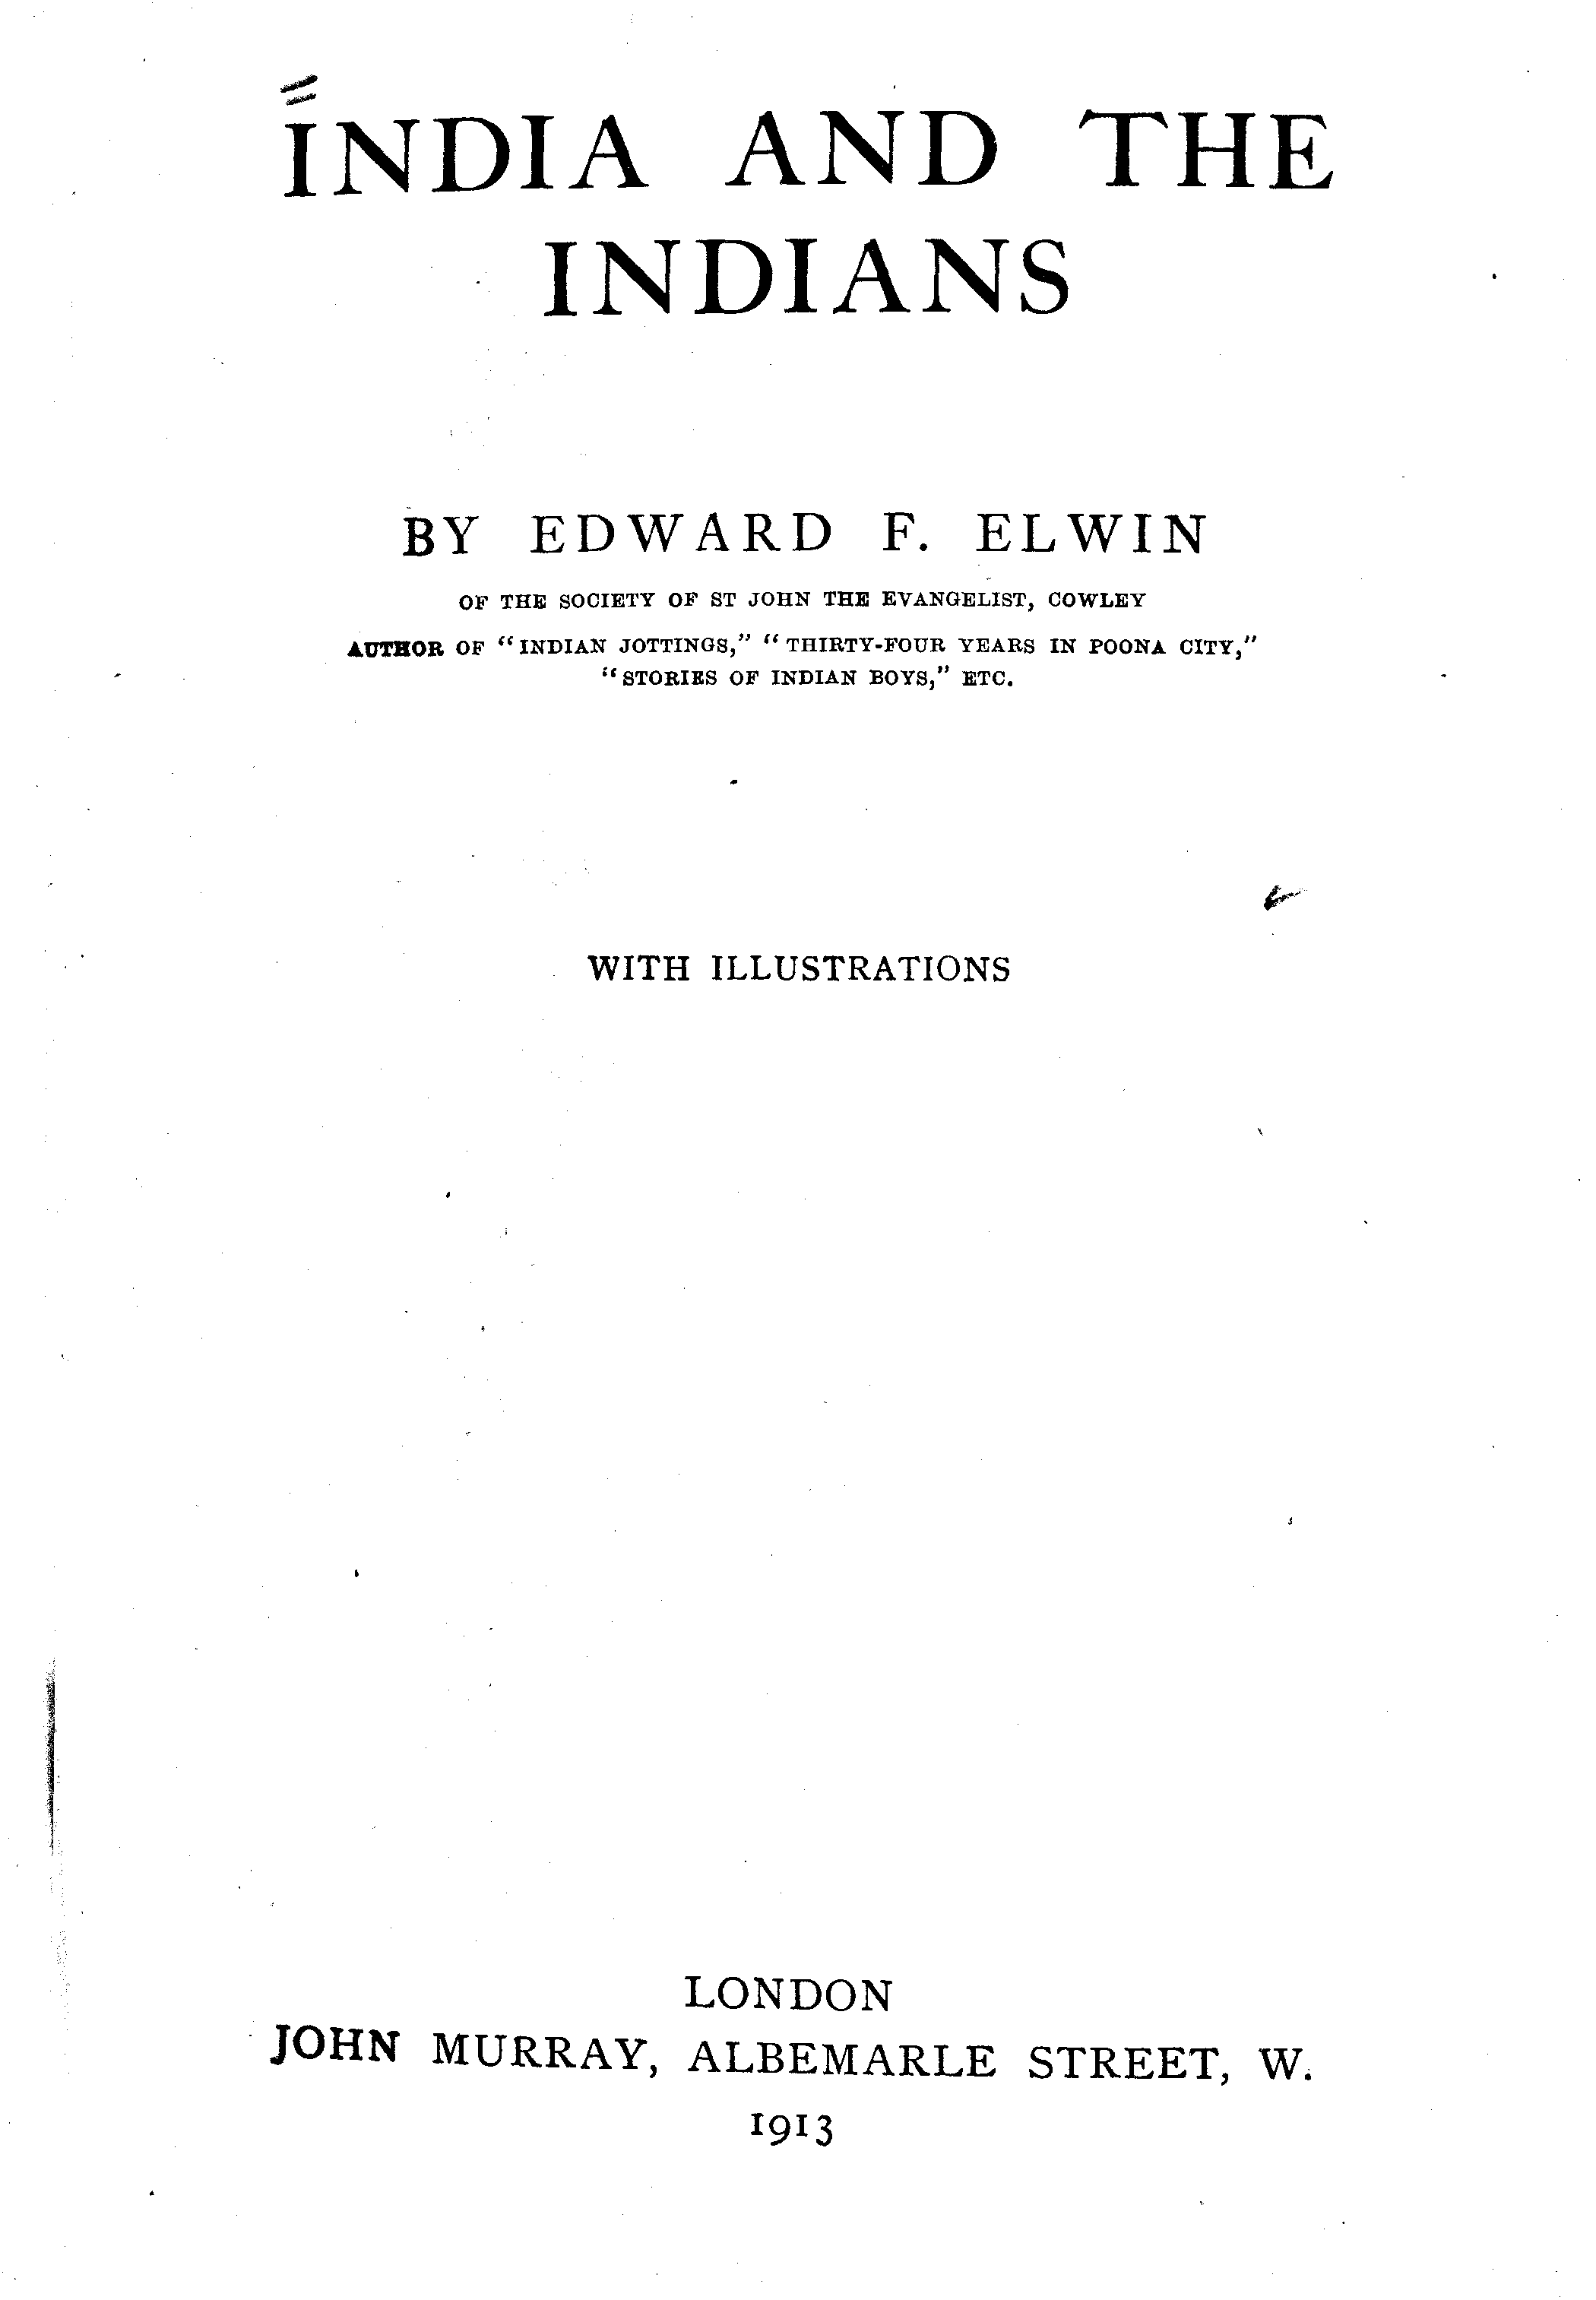 INDIA AND THE
INDIANS
BY EDWARD F. ELWIN
OF THE SOCIETY OF ST JOHN THE EVANGELIST, COWLEY
AUTHOR OF “INDIAN JOTTINGS,” “THIRTY-FOUR YEARS IN POONA CITY,”
“STORIES OF INDIAN BOYS,” ETC.
WITH ILLUSTRATIONS
LONDON
JOHN MURRAY, ALBEMARLE STREET, W.
1913